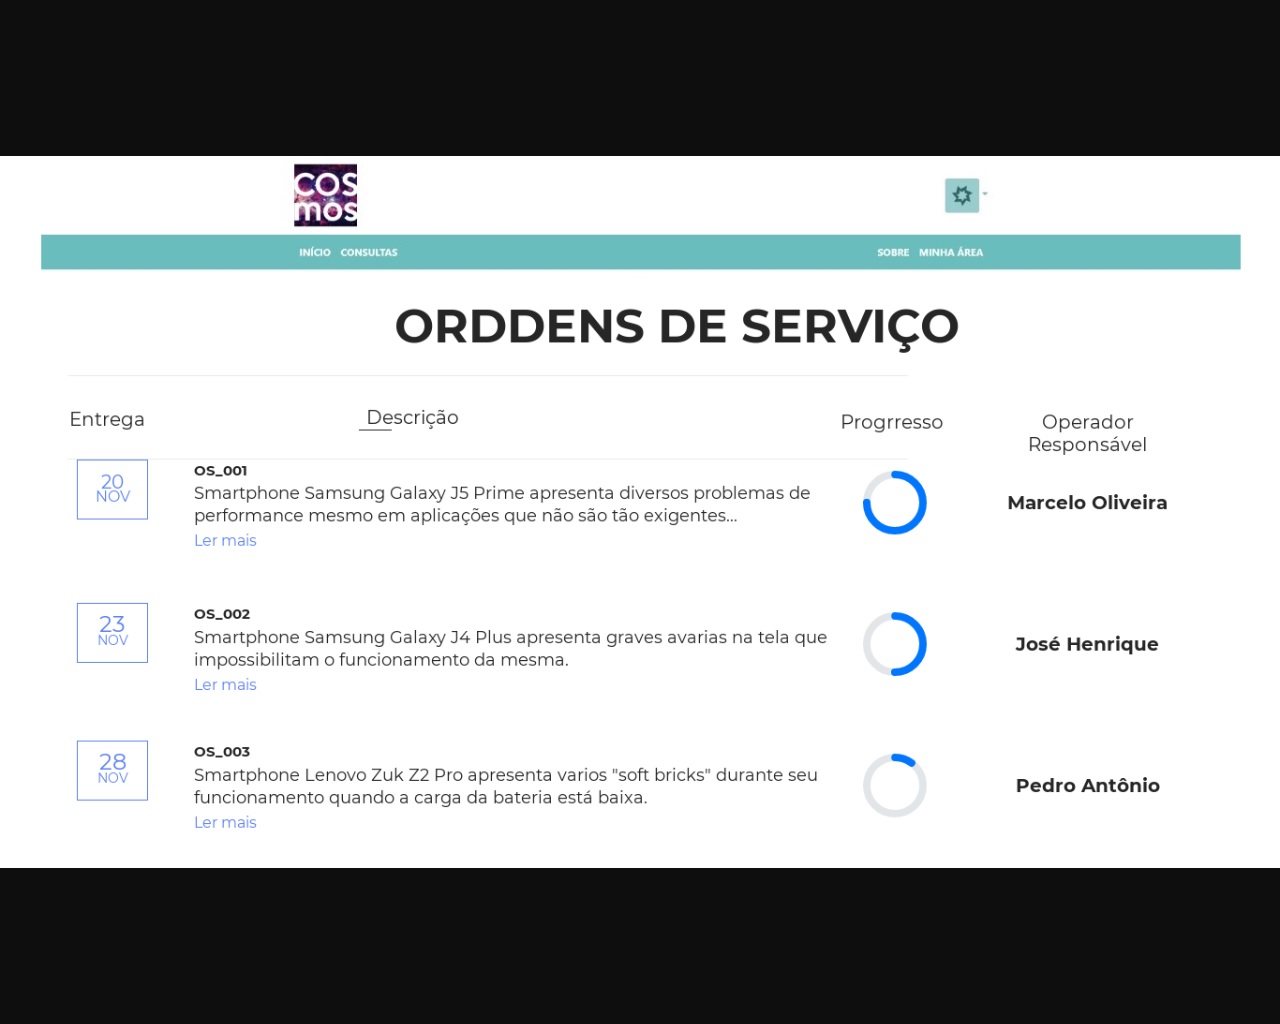 COS
mos
INÍCIO CONSULTAS SOBRE MINHA ÁREA
ORDDENS DE SERVIÇO
Entrega Descrição Progrresso Operador
Responsável
20
NOV
OS_001
Smartphone Samsung Galaxy J5 Prime apresenta diversos problemas de
performance mesmo em aplicações que não são tão exigentes...
Ler mais
Marcelo Oliveira
23
NOV
OS_002
Smartphone Samsung Galaxy J4 Plus apresenta graves avarias na tela que
impossibilitam o funcionamento da mesma.
Ler mais
José Henrique
28
NOV
OS_003
Smartphone Lenovo Zuk Z2 Pro apresenta varios "soft bricks" durante seu
funcionamento quando a carga da bateria está baixa.
Ler mais
Pedro Antônio